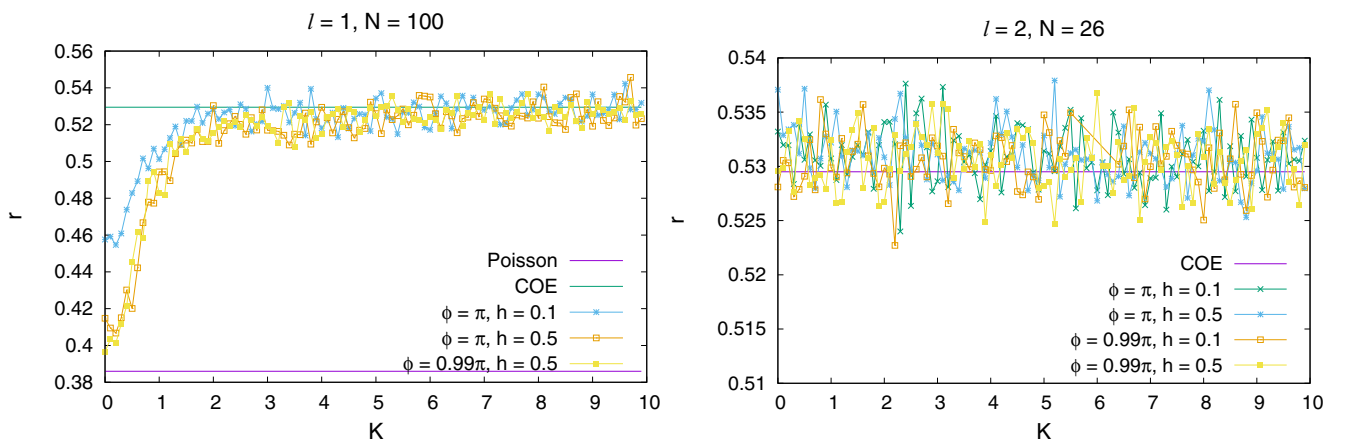 l = 1, N = 100
r
0.56
0.54
0.52
0.5
0.48
0.46
0.44
0.42
0.4
0.38
Poisson
COE
ϕ = π, h = 0.1
ϕ = π, h = 0.5
ϕ = 0.99π, h = 0.5
0 1 2 3 4 5 6 7 8 9 10
K
l = 2, N = 26
r
0.54
0.535
0.53
0.525
0.52
0.515
0.51
COE
ϕ = π, h = 0.1
ϕ = π, h = 0.5
ϕ = 0.99π, h = 0.1
ϕ = 0.99π, h = 0.5
0 1 2 3 4 5 6 7 8 9 10
K